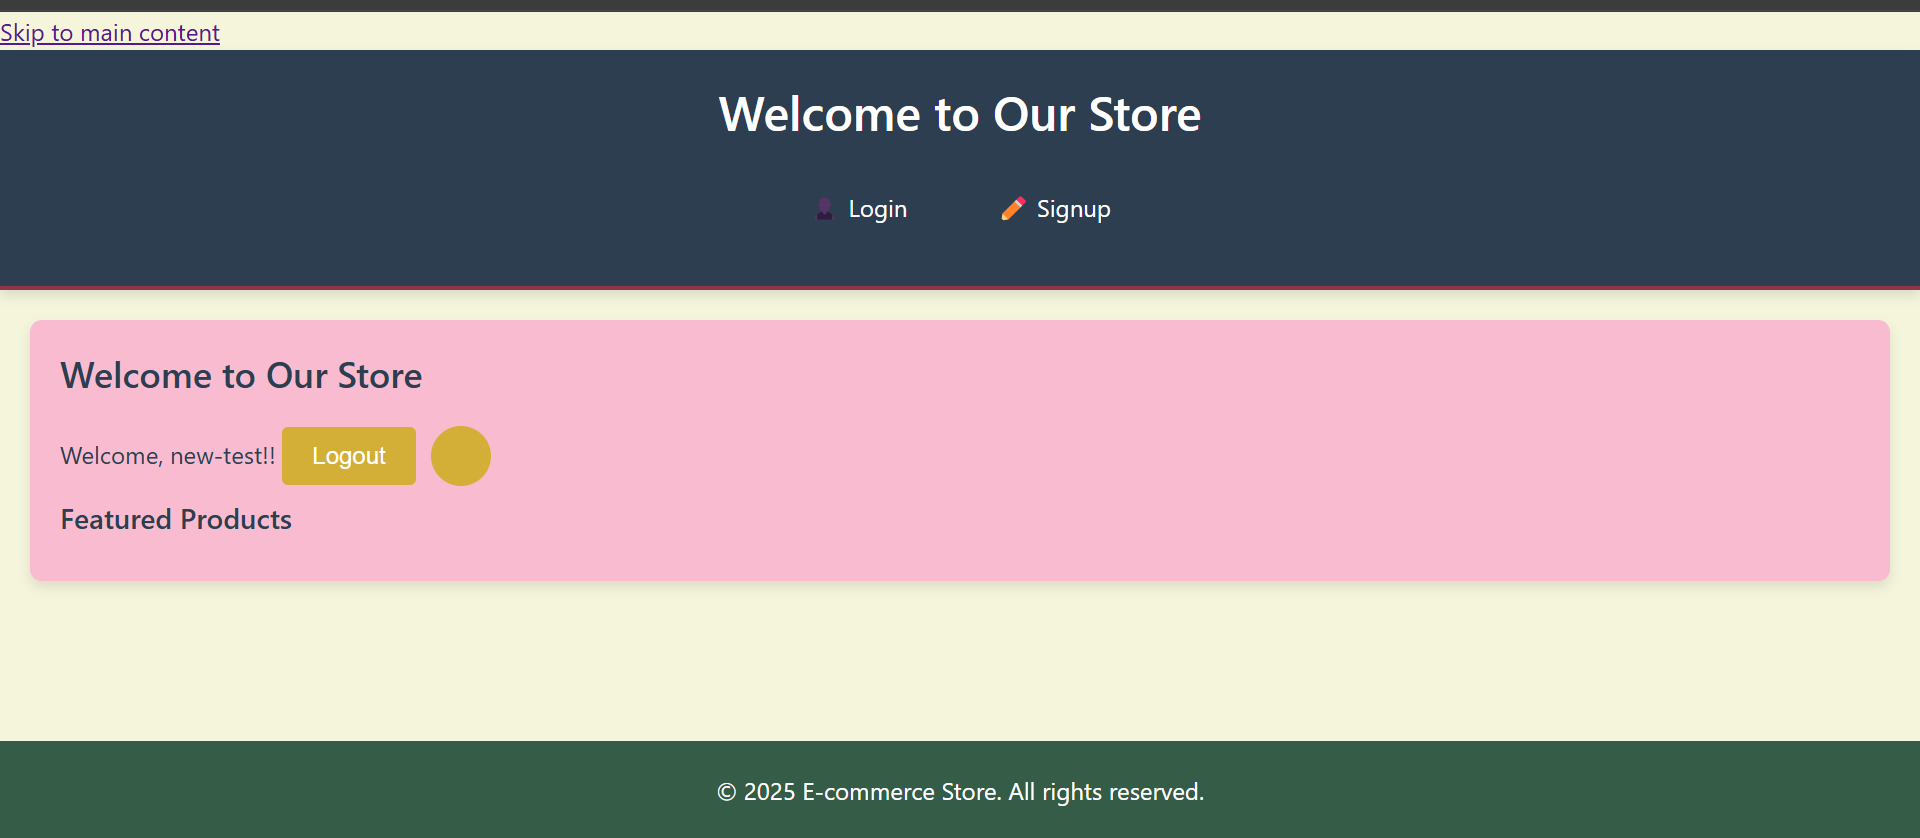 Skip to main content
Welcome to Our Store
Login
Signup
Welcome to Our Store
Welcome, new-test!! Logout
Featured Products
© 2025 E-commerce Store. All rights reserved.